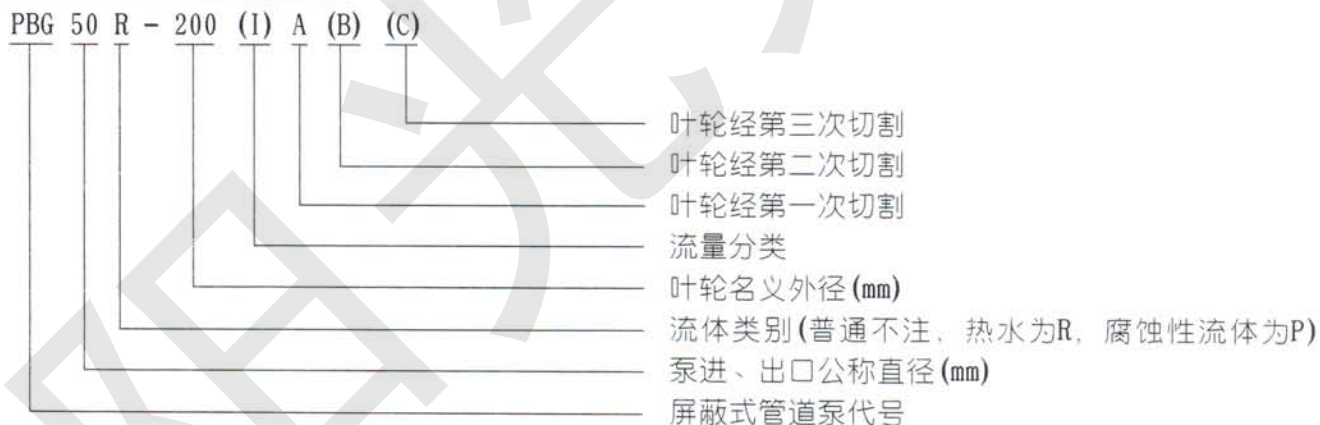 PBG 50 R - 200 (I) A (B) (C)
叶轮经第三次切割
叶轮经第二次切割
叶轮经第一次切割
流量分类
叶轮名义外径(mm)
流体类别(普通不注, 热水为R, 腐蚀性流体为P)
泵进、出口公称直径(mm)
屏蔽式管道泵代号